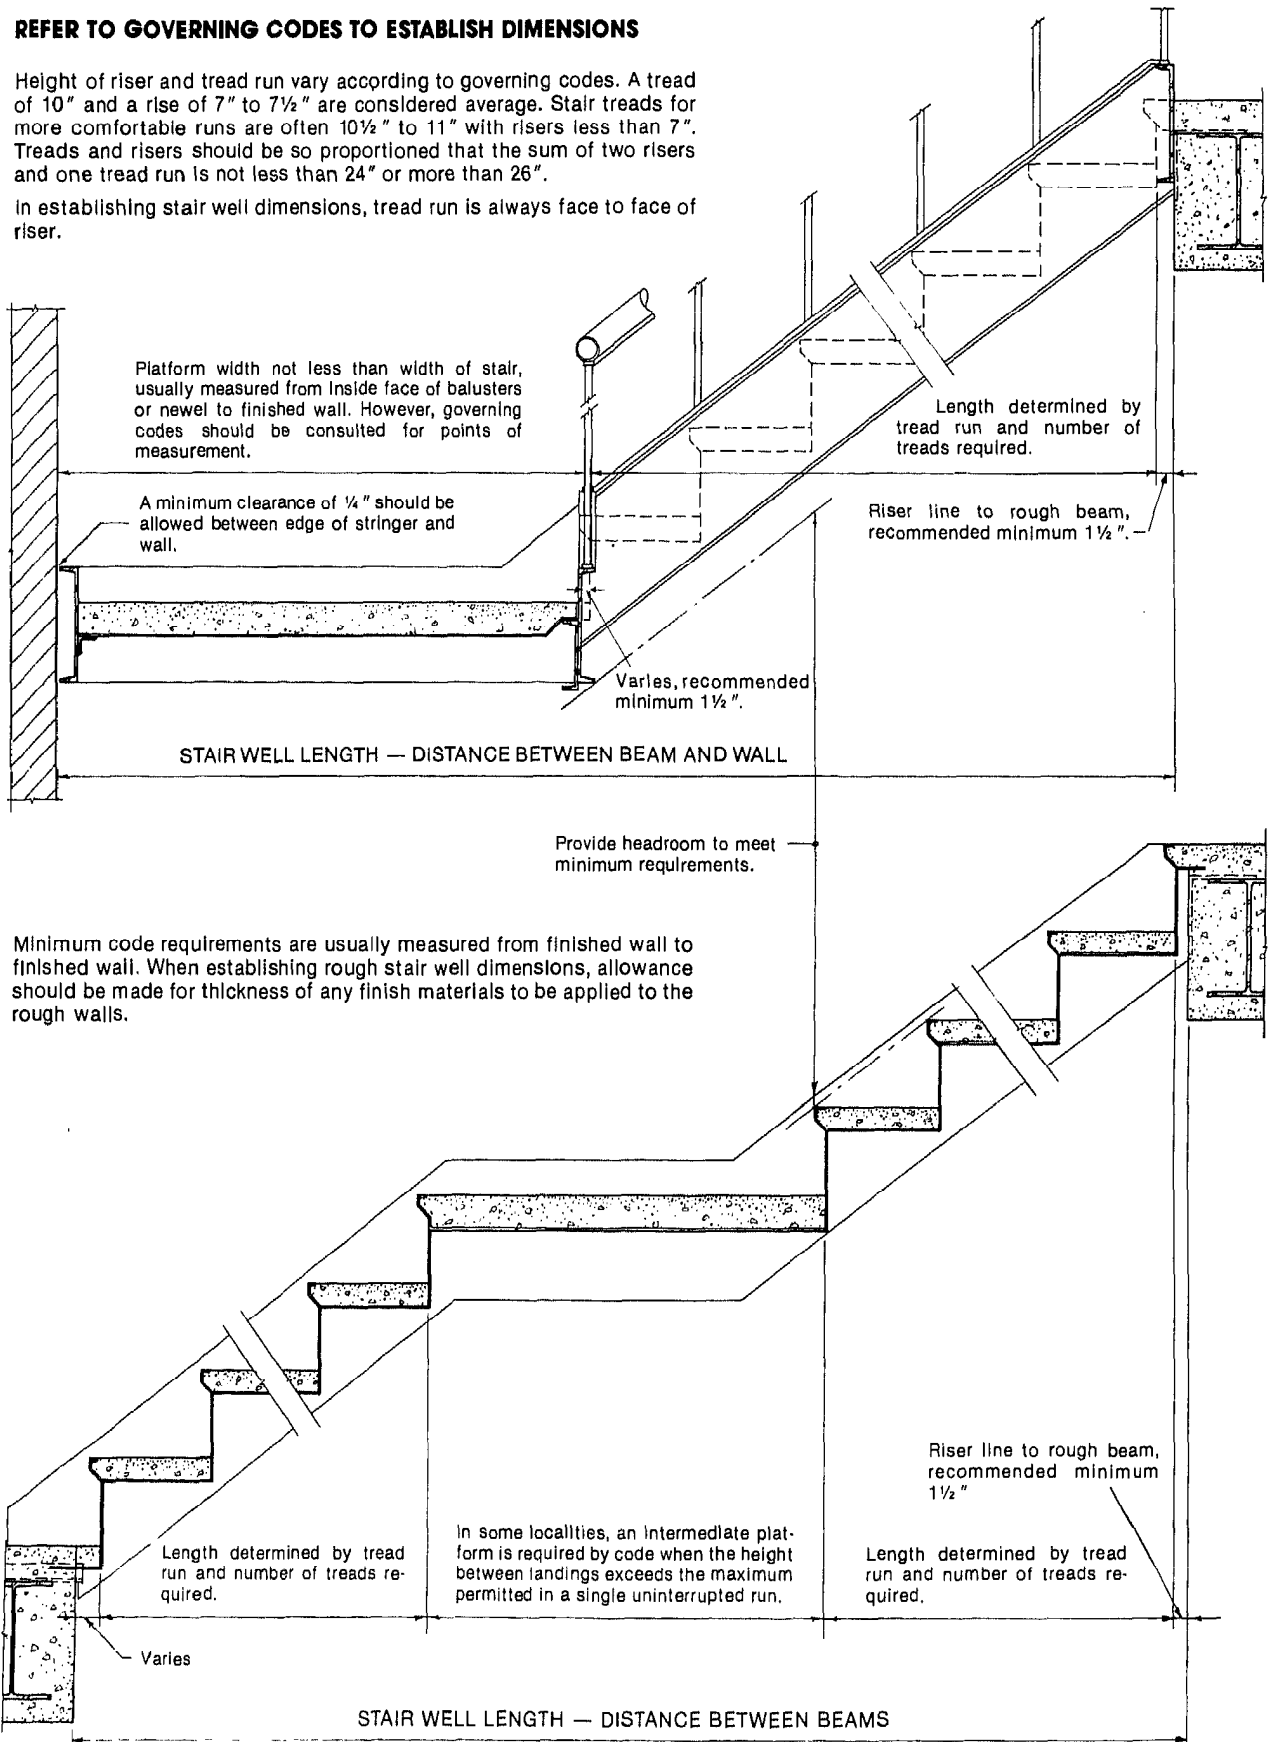 REFER TO GOVERNING CODES TO ESTABLISH DIMENSIONS
Height of riser and tread run vary according to governing codes. A tread
of 10" and a rise of 7" to 7½" are considered average. Stair treads for
more comfortable runs are often 10½" to 11" with risers less than 7".
Treads and risers should be so proportioned that the sum of two risers
and one tread run is not less than 24" or more than 26".
In establishing stair well dimensions, tread run is always face to face of
riser.
Platform width not less than width of stair,
usually measured from inside face of balusters
or newel to finished wall. However, governing
codes should be consulted for points of
measurement.
Length determined by
tread run and number of
treads required.
A minimum clearance of ¼" should be
allowed between edge of stringer and
wall.
Riser line to rough beam,
recommended minimum 1½".
Varies, recommended
minimum 1½".
STAIR WELL LENGTH — DISTANCE BETWEEN BEAM AND WALL
Provide headroom to meet
minimum requirements.
Minimum code requirements are usually measured from finished wall to
finished wall. When establishing rough stair well dimensions, allowance
should be made for thickness of any finish materials to be applied to the
rough walls.
Riser line to rough beam,
recommended minimum
1½"
Length determined by tread
run and number of treads re-
quired.
In some localities, an intermediate plat-
form is required by code when the height
between landings exceeds the maximum
permitted in a single uninterrupted run.
Length determined by tread
run and number of treads re-
quired.
Varies
STAIR WELL LENGTH — DISTANCE BETWEEN BEAMS